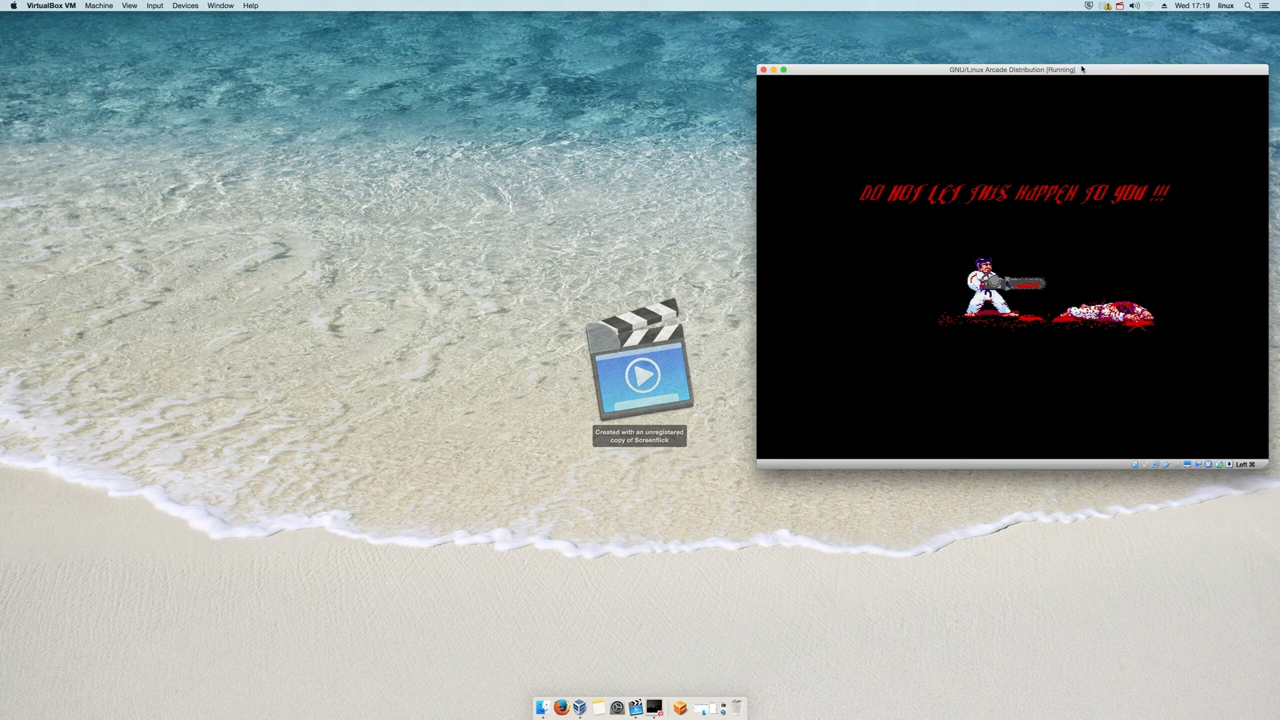 VirtualBox VM Machine View Input Devices Window Help Wed 17:19 linux
GNU/Linux Arcade Distribution [Running]
DO NOT LET THIS HAPPEN TO YOU !!!
Created with an unregistered
copy of Screenflick
Left ⌘